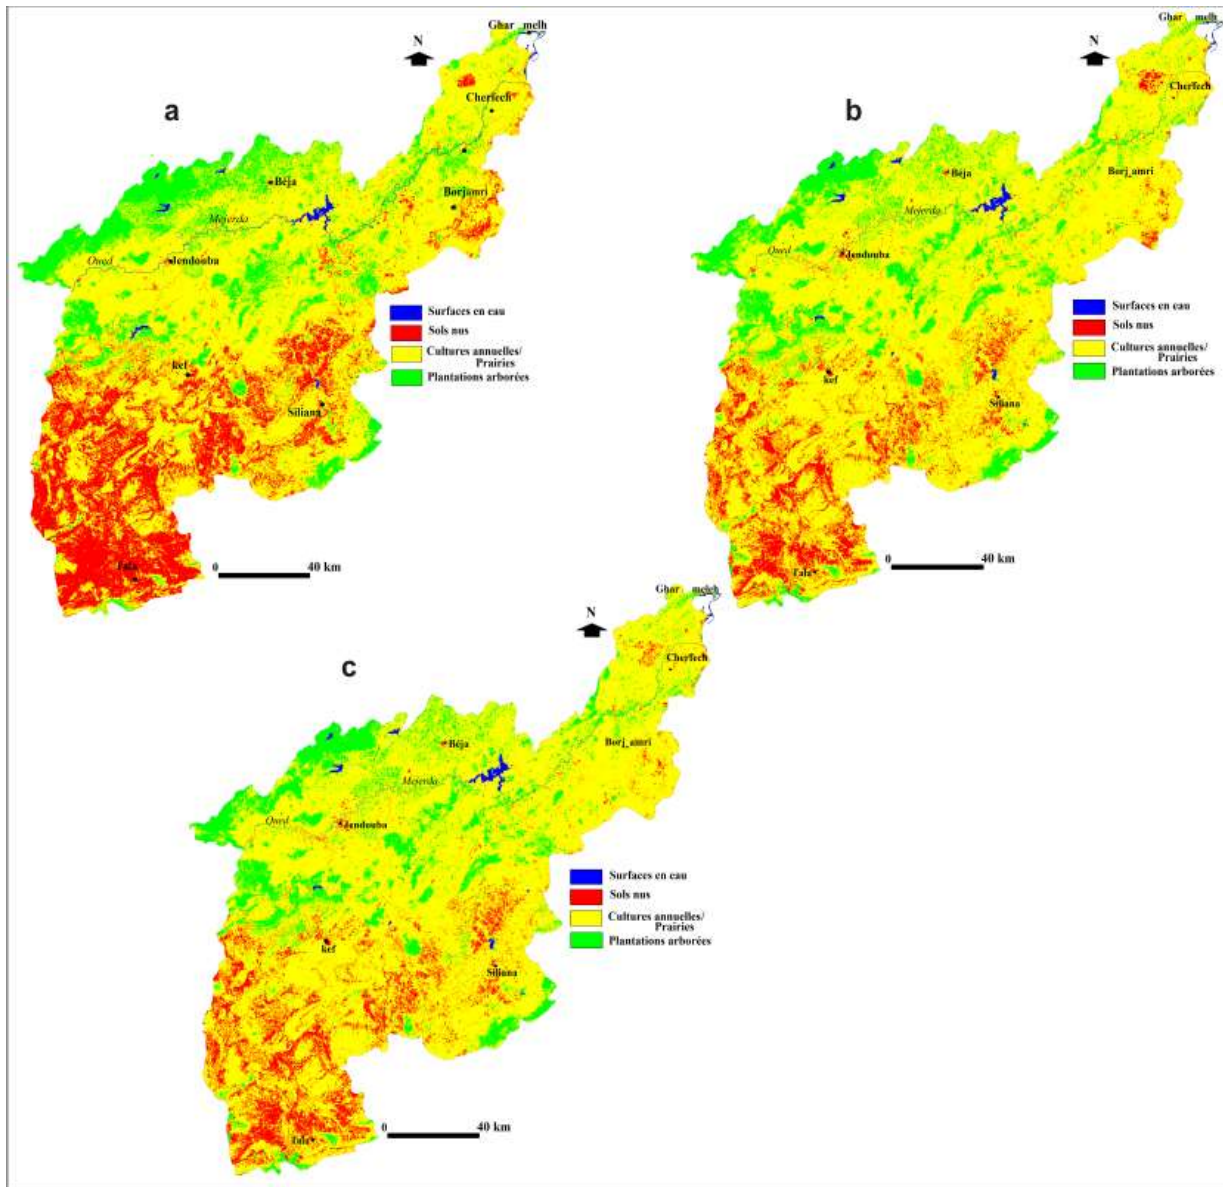 a
Ghar melh
N
Cherfech
Béja
Borjamri
Mejerda
Oued
Jendouba
Surfaces en eau
Sols nus
Cultures annuelles/
Prairies
Plantations arborées
kef
Siliana
Tala
0 40 km
b
Ghar melh
N
Cherfech
Béja
Borj_amri
Mejerda
Oued
Jendouba
Surfaces en eau
Sols nus
Cultures annuelles/
Prairies
Plantations arborées
kef
Siliana
Tala
0 40 km
c
Ghar melch
N
Cherfech
Borj_amri
Béja
Mejerda
Oued
Jendouba
Surfaces en eau
Sols nus
Cultures annuelles/
Prairies
Plantations arborées
kef
Siliana
Tala
0 40 km